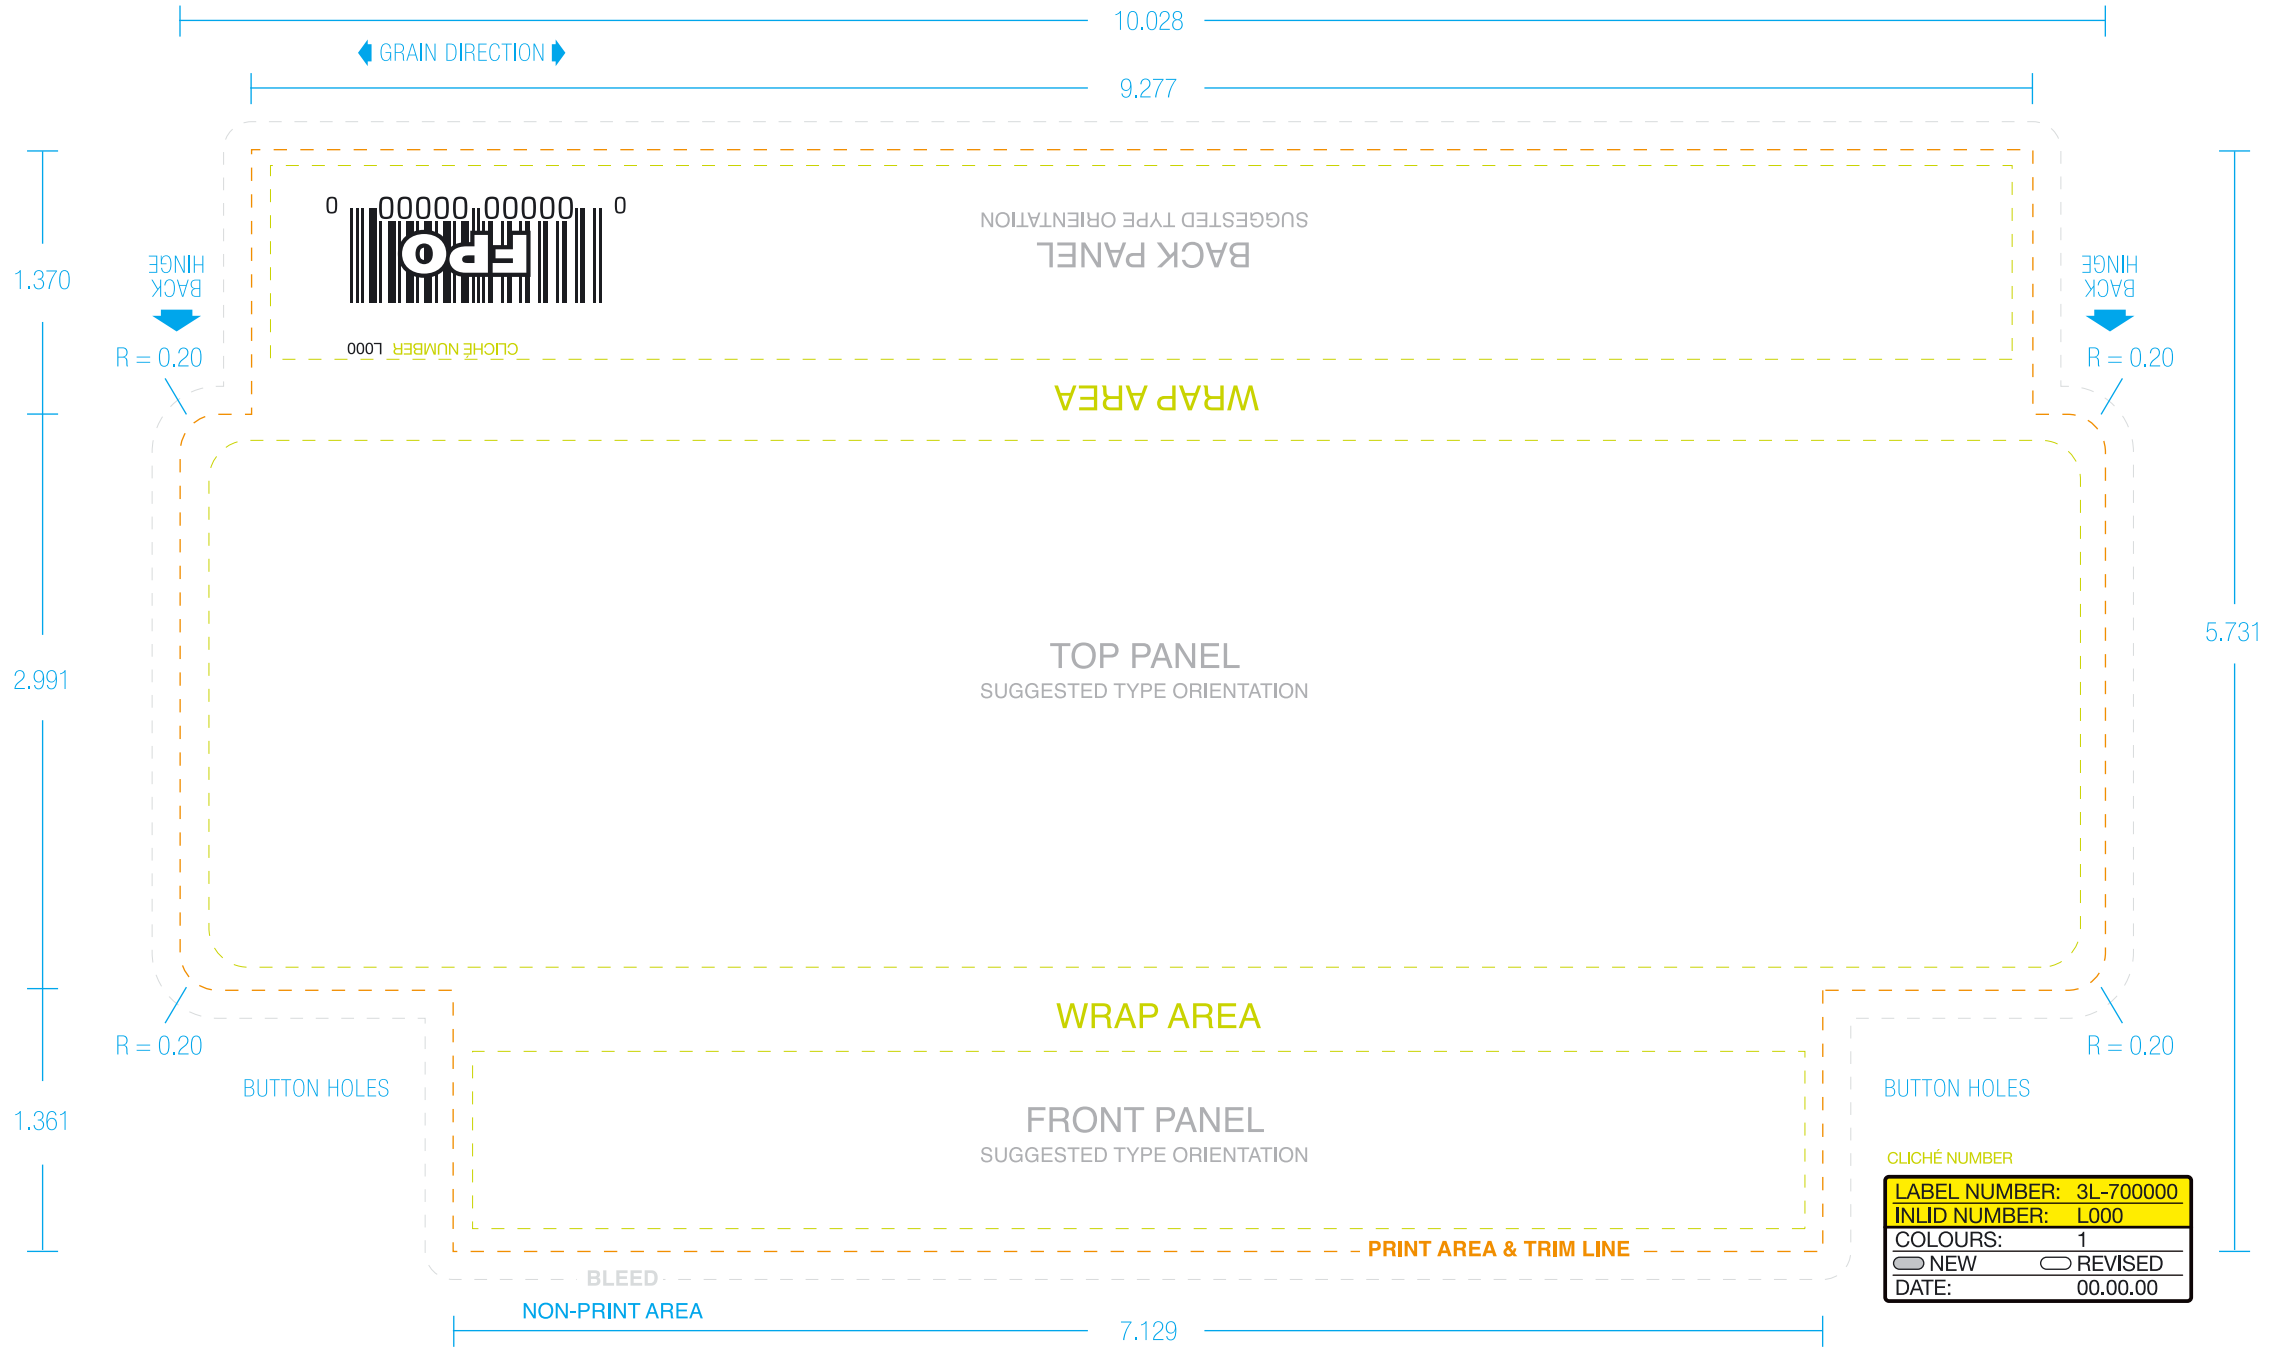 10.028
GRAIN DIRECTION
9.277
0 00000 00000 0
FPO
SUGGESTED TYPE ORIENTATION
BACK PANEL
1.370
BACK
HINGE
BACK
HINGE
R = 0.20
R = 0.20
CLICHÉ NUMBER L000
WRAP AREA
TOP PANEL
SUGGESTED TYPE ORIENTATION
5.731
2.991
WRAP AREA
R = 0.20
R = 0.20
BUTTON HOLES
BUTTON HOLES
1.361
FRONT PANEL
SUGGESTED TYPE ORIENTATION
CLICHÉ NUMBER
LABEL NUMBER: 3L-700000
INLID NUMBER: L000
COLOURS: 1
NEW REVISED
DATE: 00.00.00
PRINT AREA & TRIM LINE
BLEED
NON-PRINT AREA
7.129